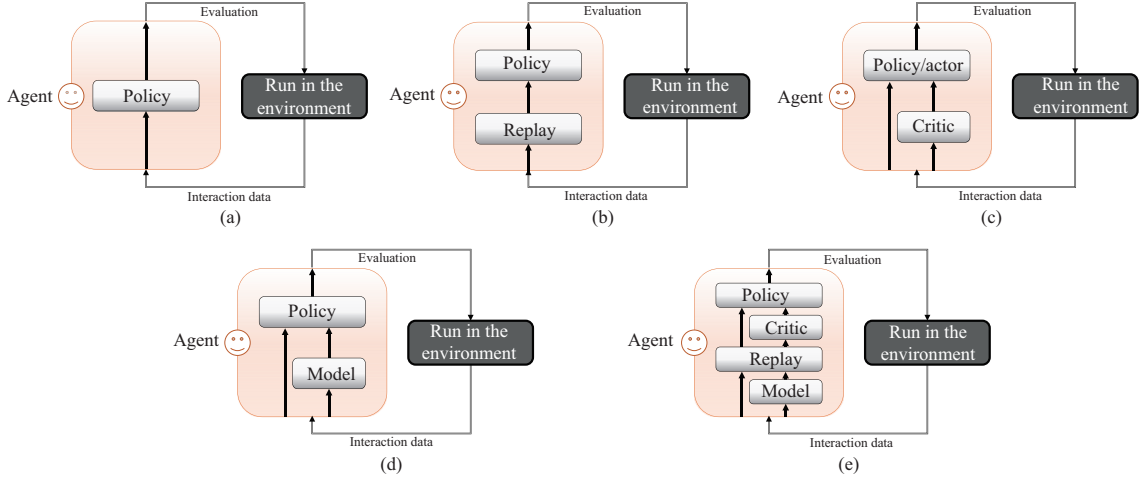 Evaluation
Policy
Agent
Run in the
environment
Interaction data
(a)
Evaluation
Policy
Agent
Replay
Run in the
environment
Interaction data
(b)
Evaluation
Policy/actor
Agent
Critic
Run in the
environment
Interaction data
(c)
Evaluation
Policy
Agent
Model
Run in the
environment
Interaction data
(d)
Evaluation
Policy
Critic
Agent
Replay
Model
Run in the
environment
Interaction data
(e)